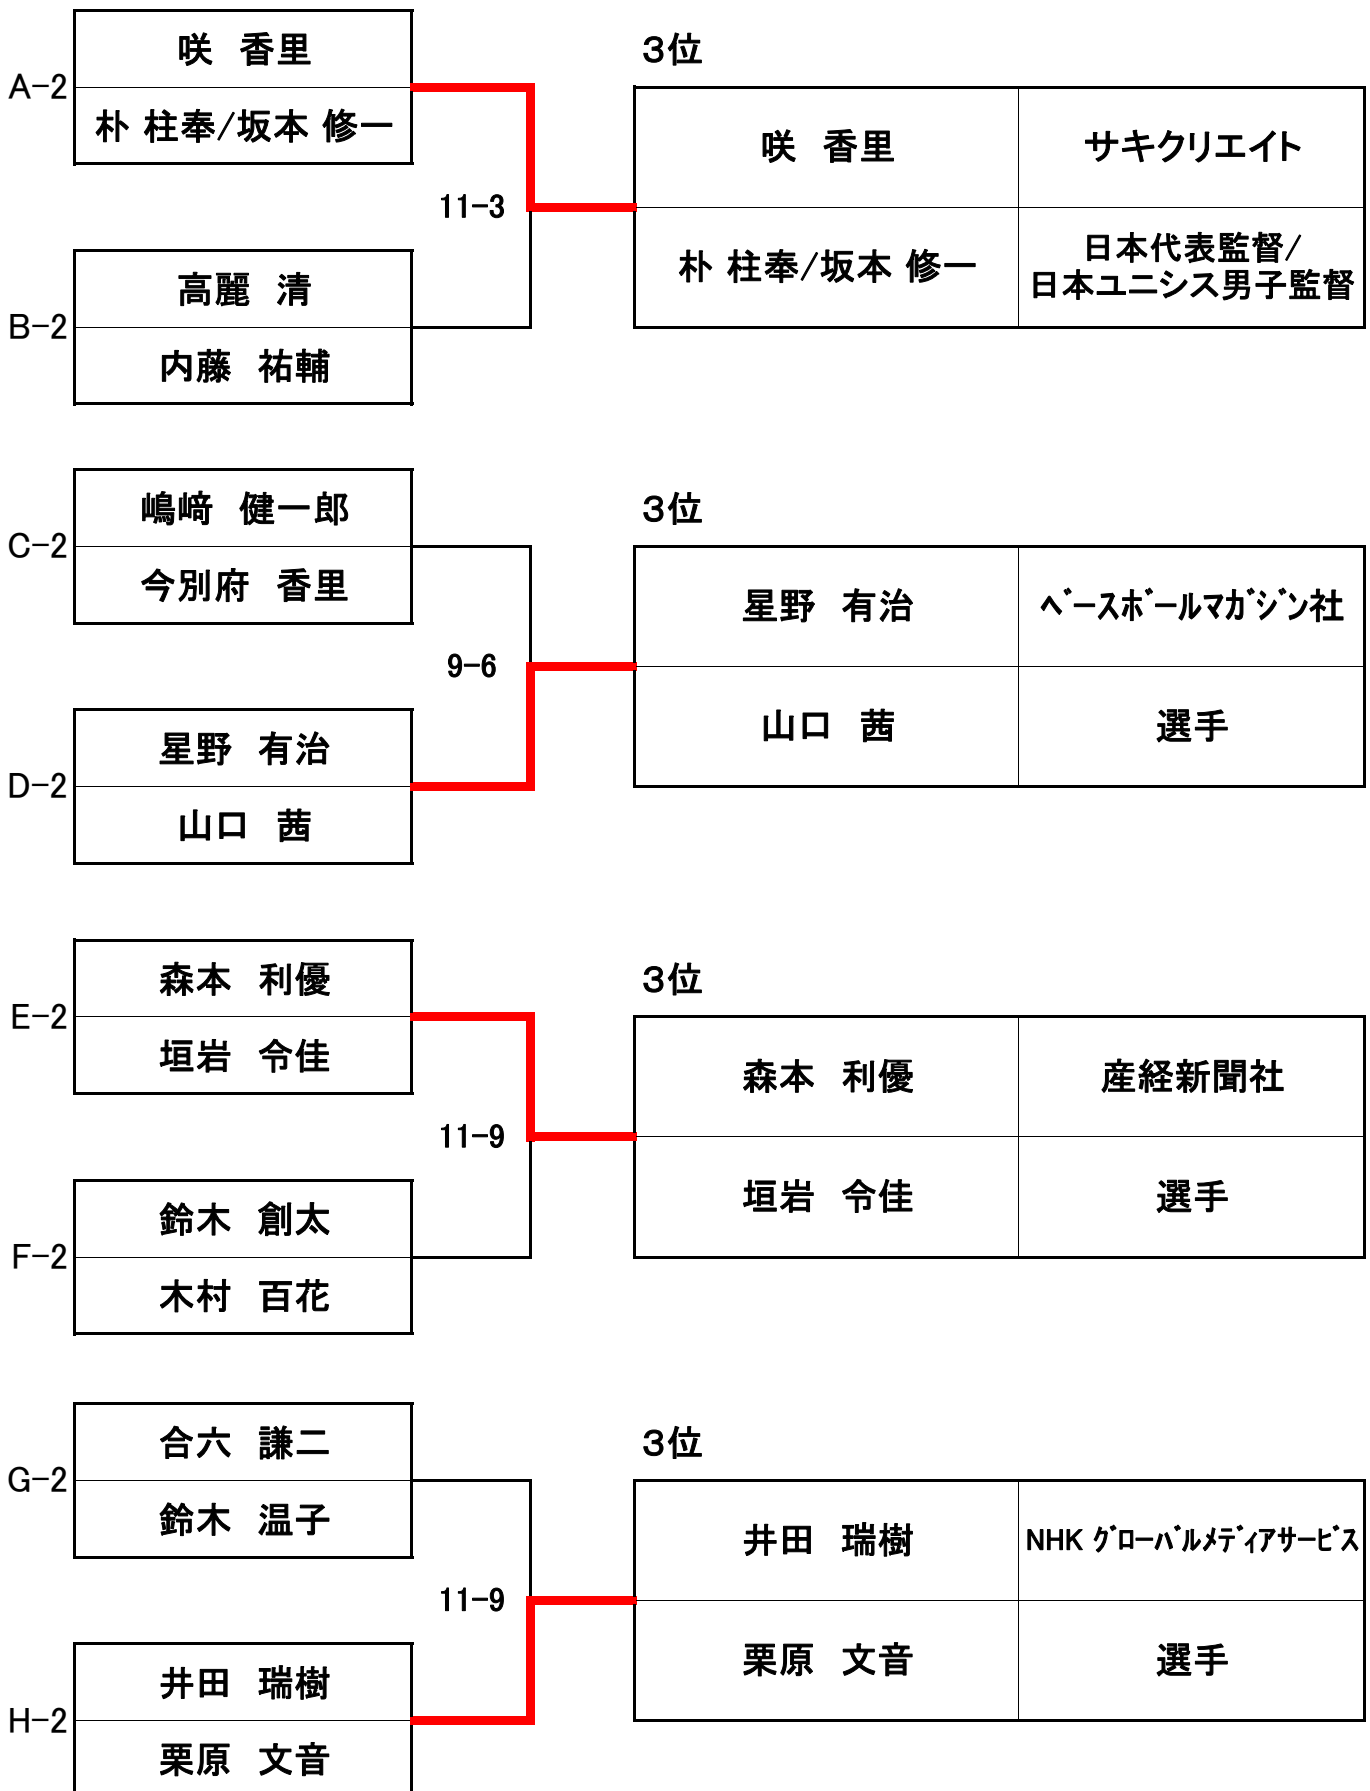 A-2
咲　香里
朴 柱奉/坂本 修一
11-3
B-2
高麗　清
内藤　祐輔
3位
咲　香里
サキクリエイト
朴 柱奉/坂本 修一
日本代表監督/
日本ユニシス男子監督
C-2
嶋﨑　健一郎
今別府　香里
9-6
D-2
星野　有治
山口　茜
3位
星野　有治
ﾍﾞｰｽﾎﾞｰﾙﾏｶﾞｼﾞﾝ社
山口　茜
選手
E-2
森本　利優
垣岩　令佳
11-9
F-2
鈴木　創太
木村　百花
3位
森本　利優
産経新聞社
垣岩　令佳
選手
G-2
合六　謙二
鈴木　温子
11-9
H-2
井田　瑞樹
栗原　文音
3位
井田　瑞樹
NHK ｸﾞﾛｰﾊﾞﾙﾒﾃﾞｨｱｻｰﾋﾞｽ
栗原　文音
選手